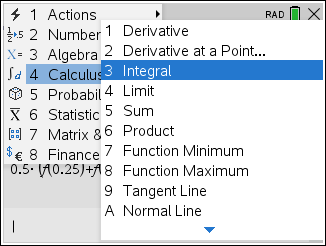 RAD
1 Actions
2 Number
3 Algebra
4 Calculus
5 Probabi
6 Statistic
7 Matrix &
8 Finance
1 Derivative
2 Derivative at a Point...
3 Integral
4 Limit
5 Sum
6 Product
7 Function Minimum
8 Function Maximum
9 Tangent Line
A Normal Line
0.5· (f(0.25)+f